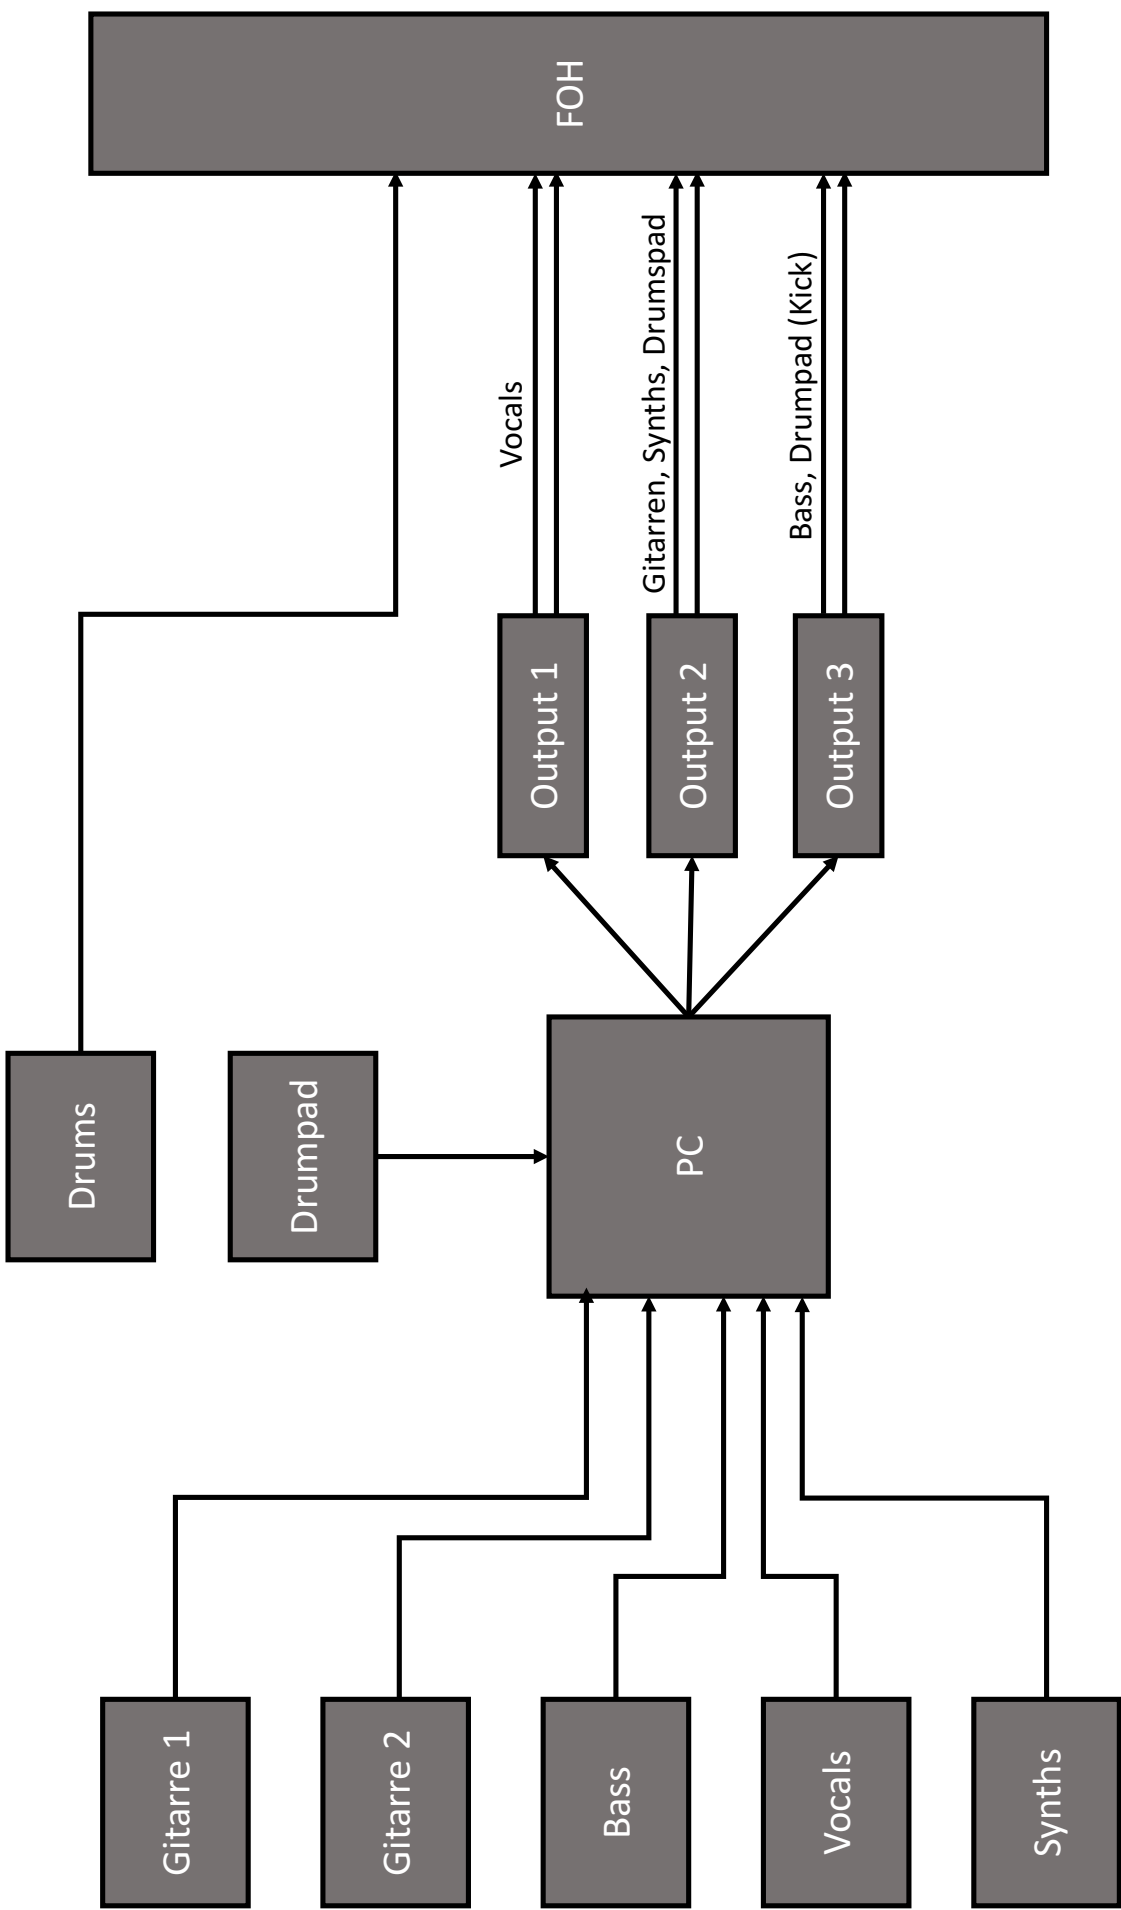 Gitarre 1
Gitarre 2
Bass
Vocals
Synths
Drums
Drumpad
PC
Output 1
Output 2
Output 3
Vocals
Gitarren, Synths, Drumspad
Bass, Drumpad (Kick)
FOH